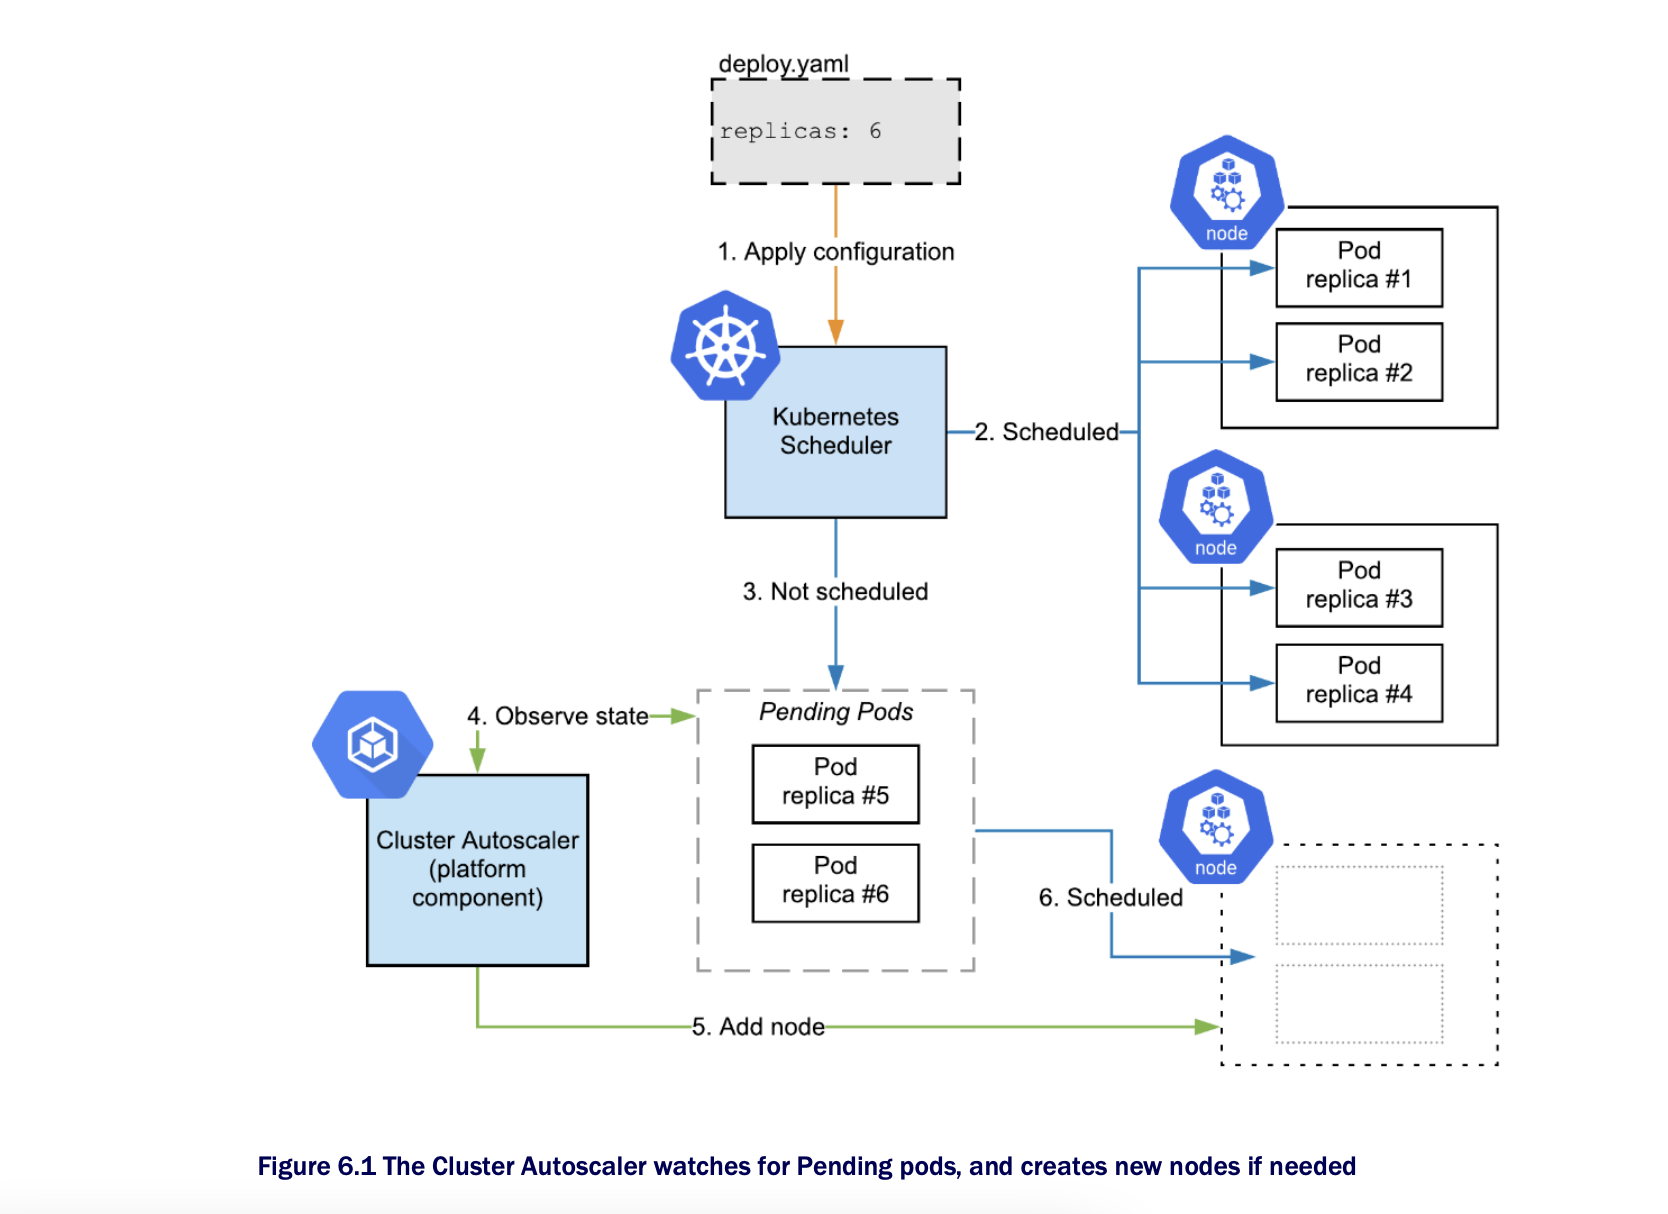 deploy.yaml
replicas: 6
1. Apply configuration
Kubernetes
Scheduler
2. Scheduled
node
Pod
replica #1
Pod
replica #2
node
Pod
replica #3
Pod
replica #4
3. Not scheduled
Pending Pods
Pod
replica #5
Pod
replica #6
4. Observe state
Cluster Autoscaler
(platform
component)
5. Add node
6. Scheduled
node
Figure 6.1 The Cluster Autoscaler watches for Pending pods, and creates new nodes if needed